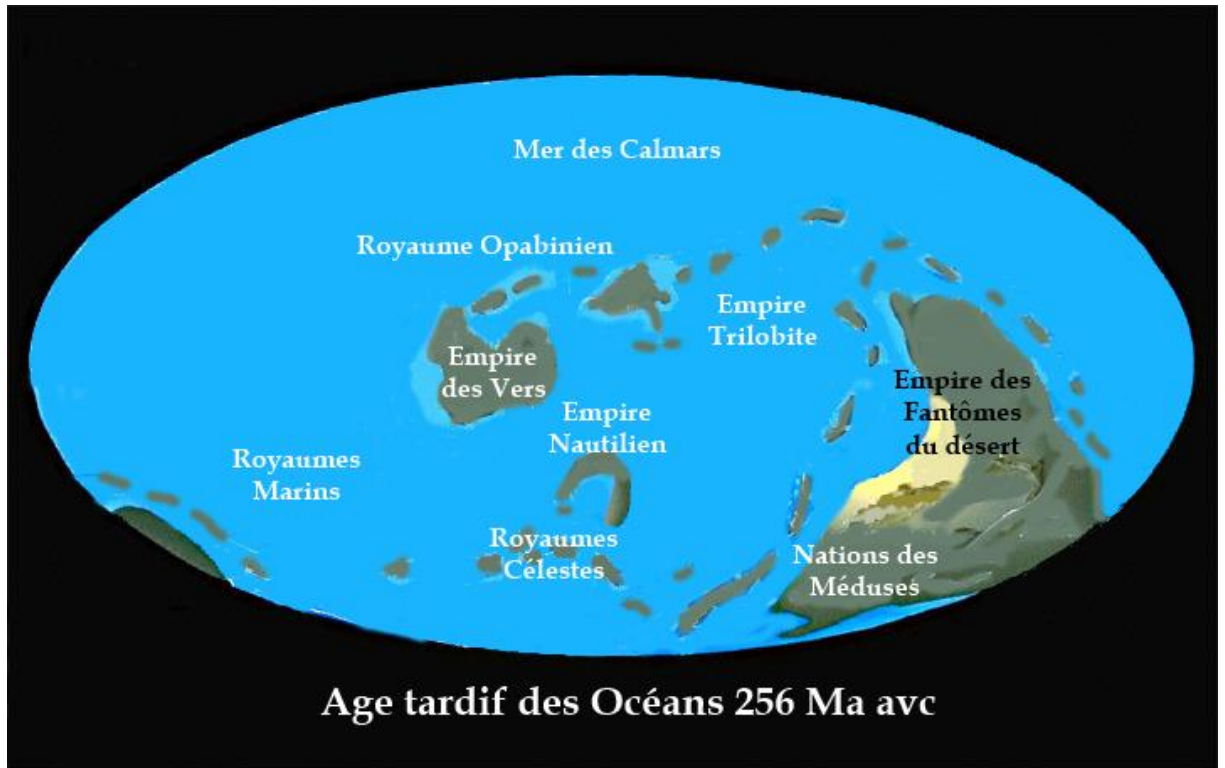 Mer des Calmars
Royaume Opabinien
Empire
Trilobite
Empire
des Vers
Empire des
Fantômes
du désert
Empire
Nautilien
Royaumes
Marins
Royaumes
Célestes
Nations des
Méduses
Age tardif des Océans 256 Ma avc